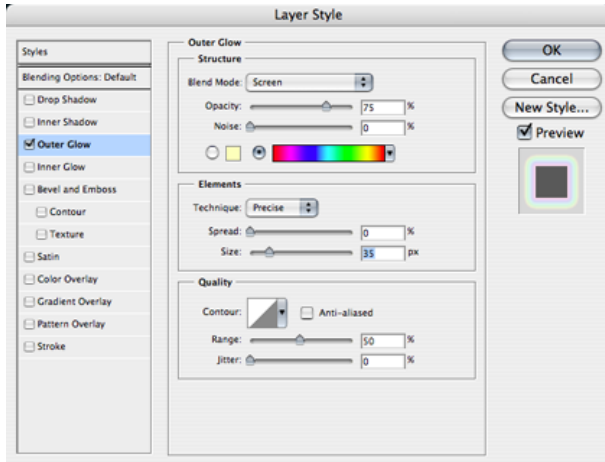 Layer Style
Styles
Blending Options: Default
Drop Shadow
Inner Shadow
Outer Glow
Inner Glow
Bevel and Emboss
Contour
Texture
Satin
Color Overlay
Gradient Overlay
Pattern Overlay
Stroke
Outer Glow
Structure
Blend Mode: Screen
Opacity: 75 %
Noise: 0 %
Elements
Technique: Precise
Spread: 0 %
Size: 35 px
Quality
Contour: Anti-aliased
Range: 50 %
Jitter: 0 %
OK
Cancel
New Style...
Preview